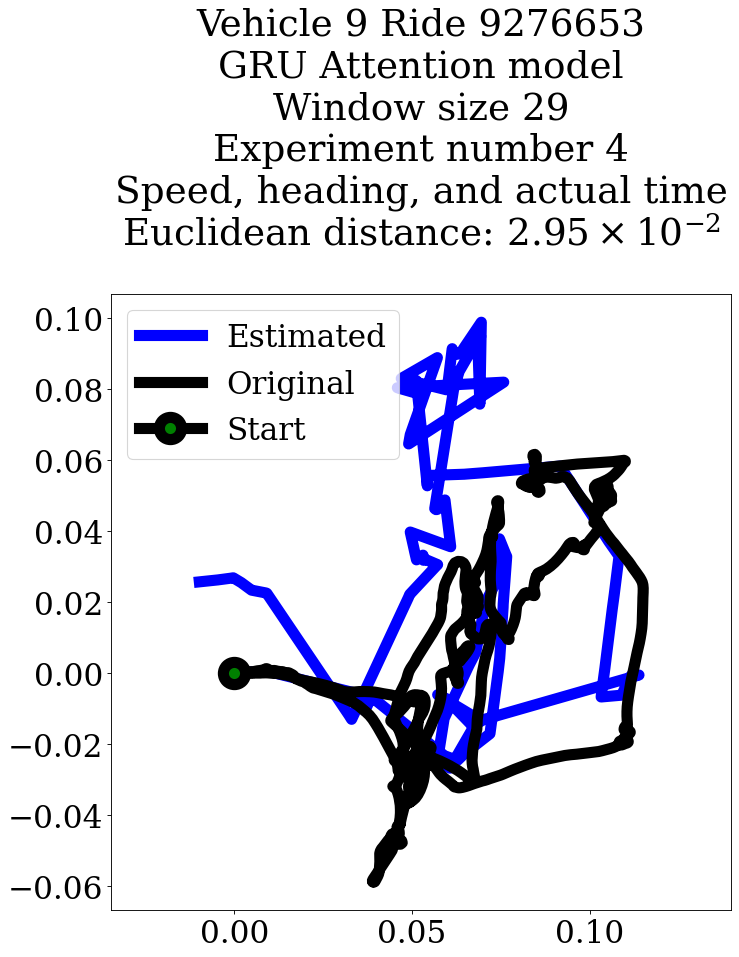 Vehicle 9 Ride 9276653
GRU Attention model
Window size 29
Experiment number 4
Speed, heading, and actual time
Euclidean distance: 2.95 × 10⁻²
Estimated
Original
Start
0.10
0.08
0.06
0.04
0.02
0.00
−0.02
−0.04
−0.06
0.00 0.05 0.10